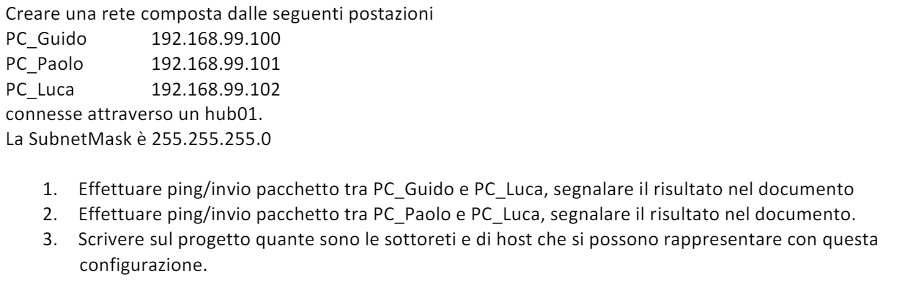 Creare una rete composta dalle seguenti postazioni
PC_Guido 192.168.99.100
PC_Paolo 192.168.99.101
PC_Luca 192.168.99.102
connesse attraverso un hub01.
La SubnetMask è 255.255.255.0
1. Effettuare ping/invio pacchetto tra PC_Guido e PC_Luca, segnalare il risultato nel documento
2. Effettuare ping/invio pacchetto tra PC_Paolo e PC_Luca, segnalare il risultato nel documento.
3. Scrivere sul progetto quante sono le sottoreti e di host che si possono rappresentare con questa
configurazione.